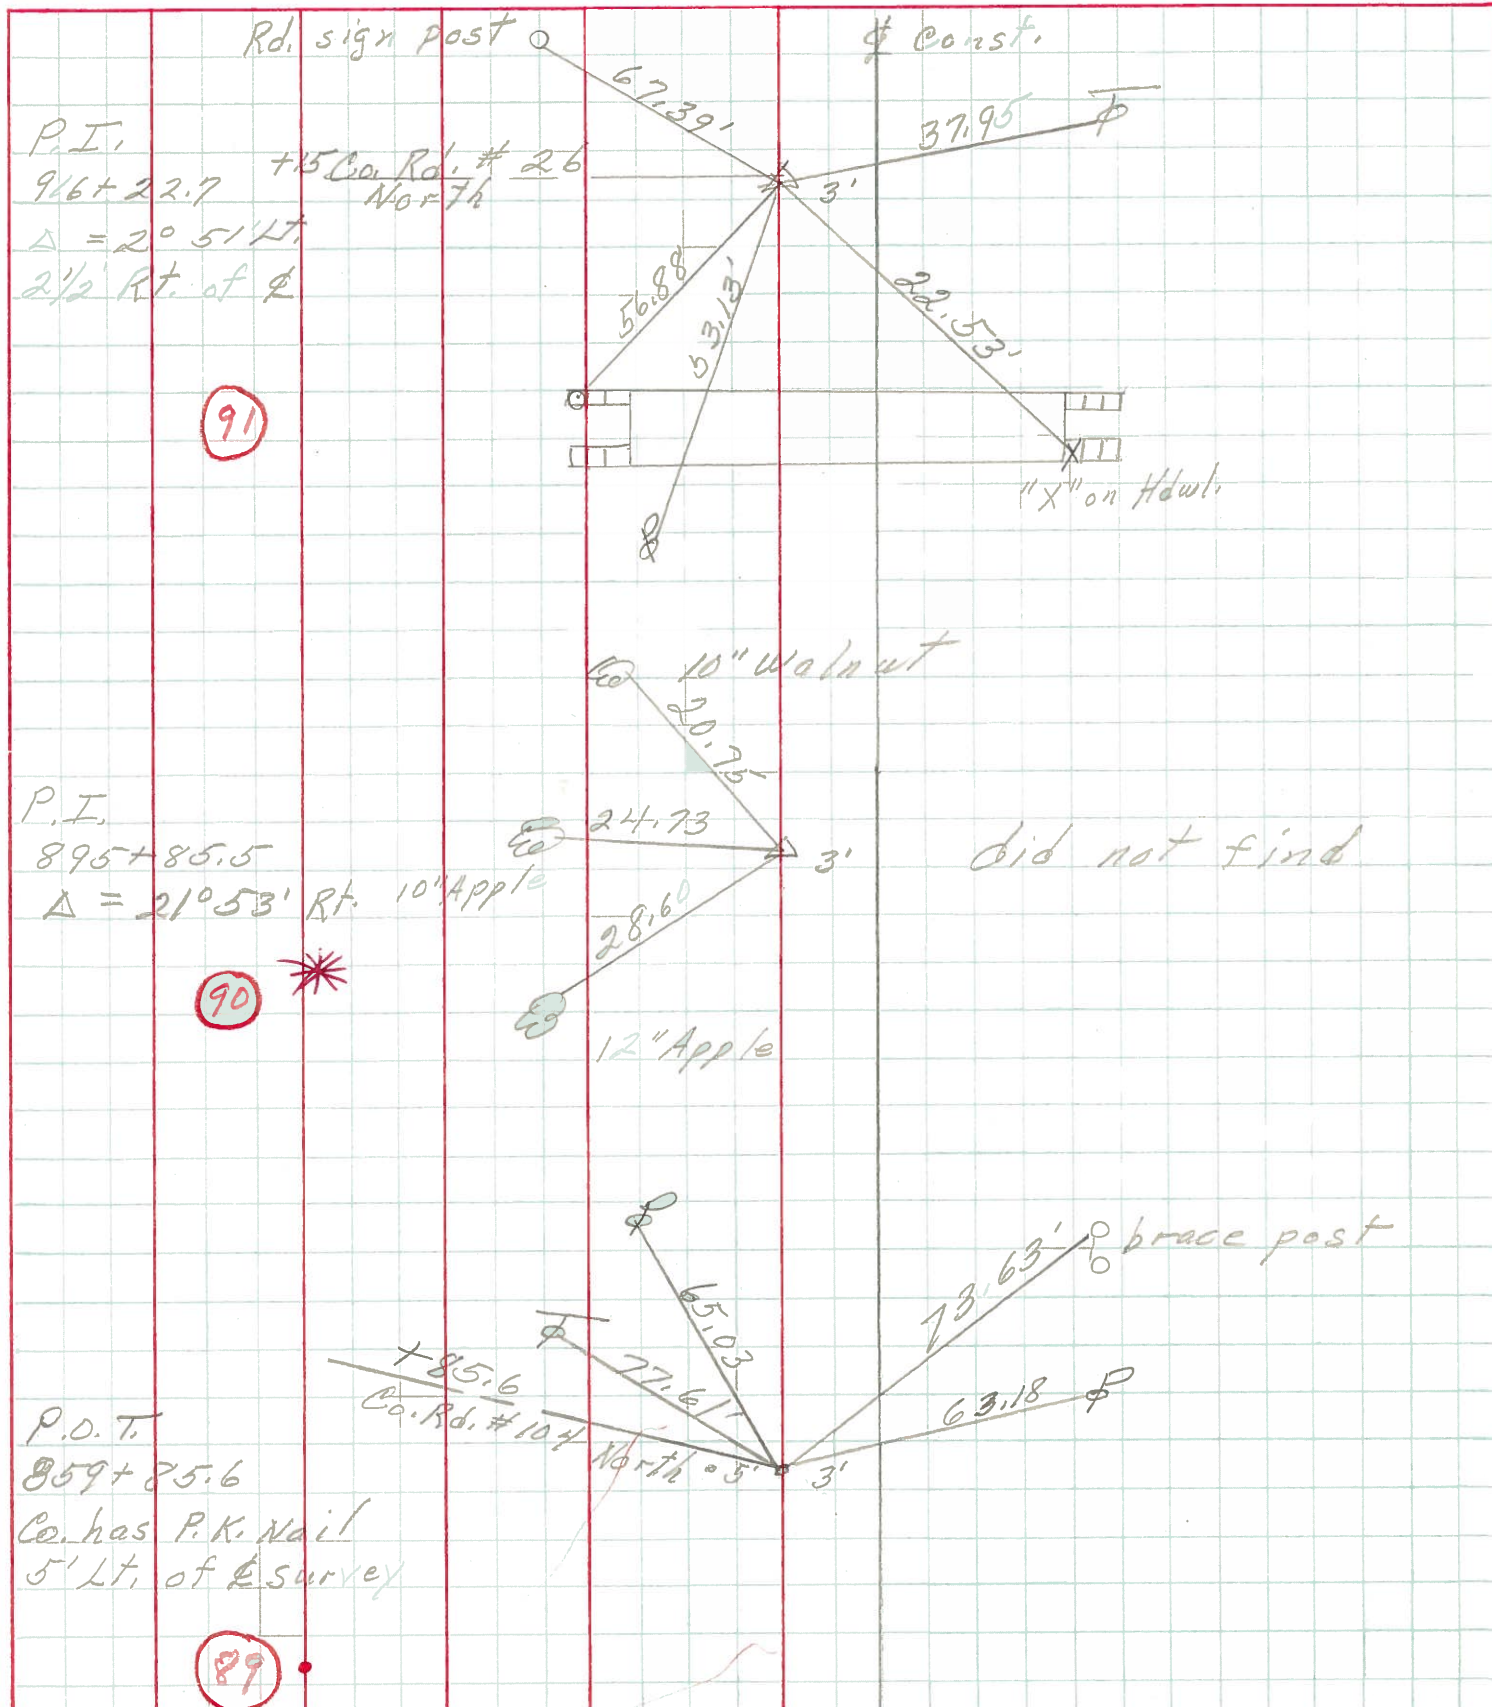 Rd. sign post
₵ Const.
67.39'
37.95
P.I.
916+22.7
Δ = 2° 51' Lt.
2½' Rt. of ₵
+15 Co. Rd. # 26
North
3'
56.88'
53.13'
22.53'
91
"X" on Hdwl.
10" Walnut
20.75
P.I.
895+85.5
Δ = 21° 53' Rt.
24.73
3'
did not find
10" Apple
28.60
90
12" Apple
65.03
73.63'
brace post
77.61'
63.18
+85.6
Co. Rd. # 104
North
5'
3'
P.O.T.
859+85.6
Co. has P.K. Nail
5' Lt. of ₵ survey
89